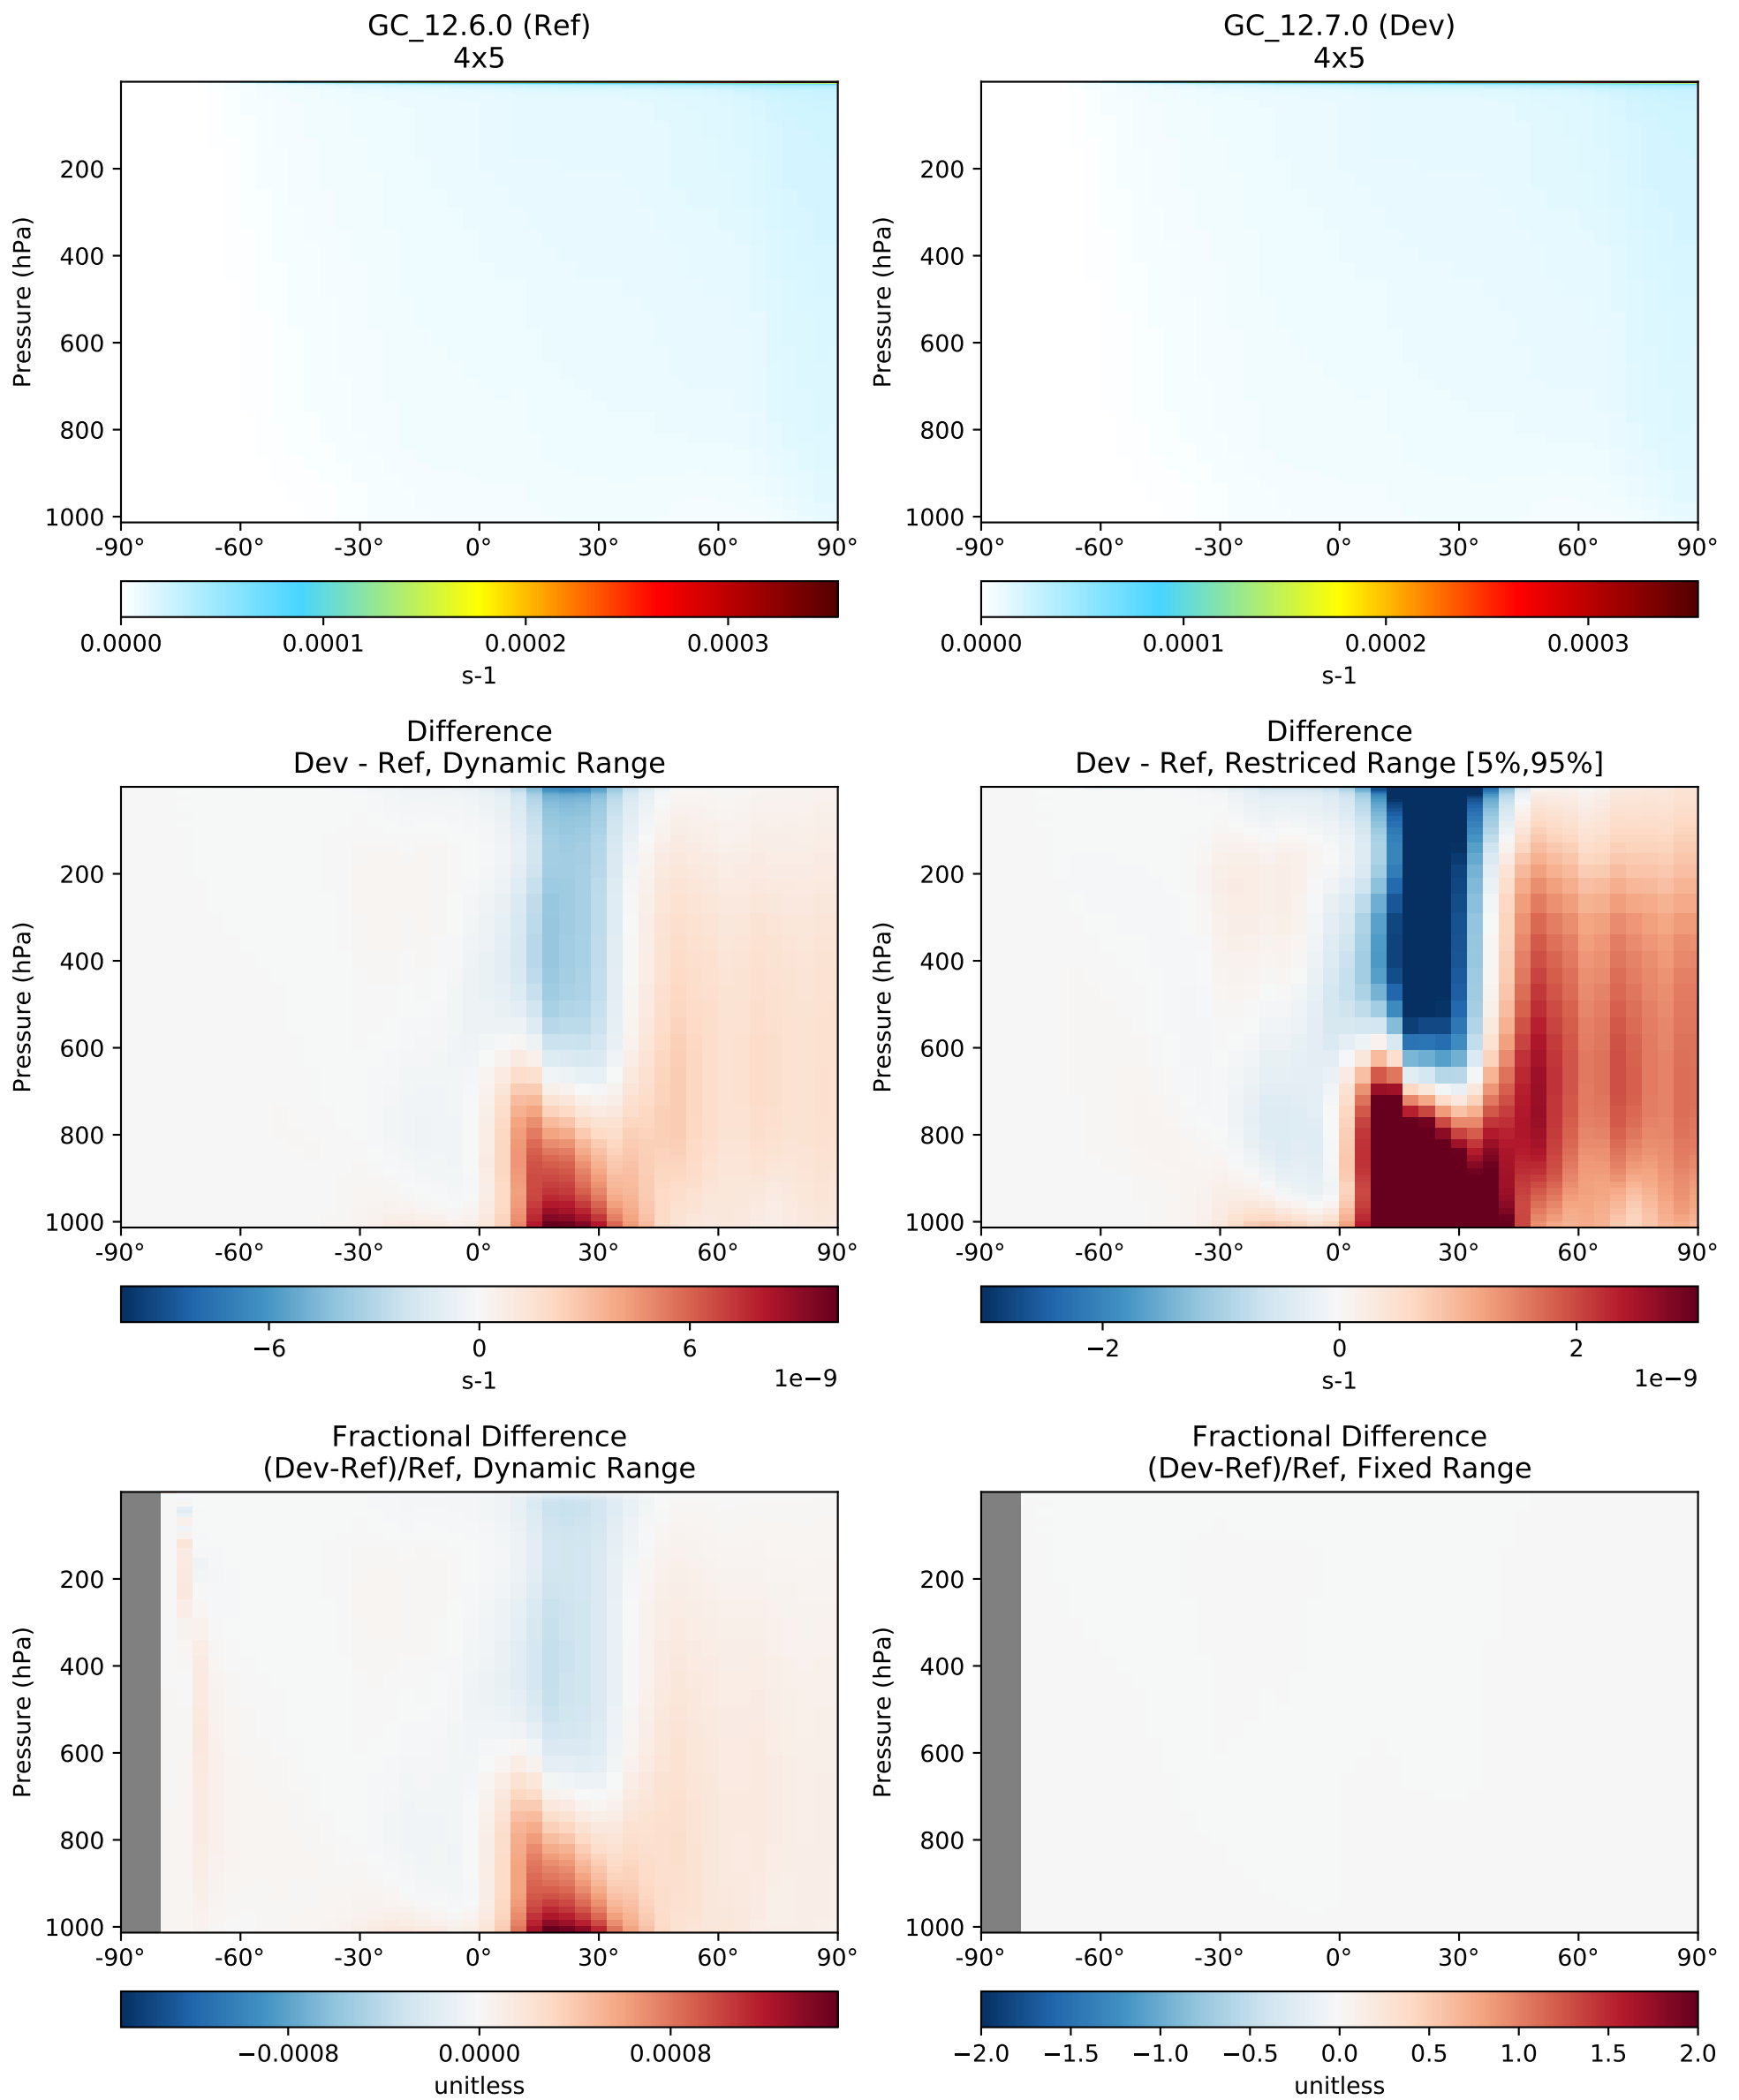 GC_12.6.0 (Ref)
4x5
GC_12.7.0 (Dev)
4x5
Pressure (hPa)
200
400
600
800
1000
-90° -60° -30° 0° 30° 60° 90°
0.0000 0.0001 0.0002 0.0003
s-1
Pressure (hPa)
200
400
600
800
1000
-90° -60° -30° 0° 30° 60° 90°
0.0000 0.0001 0.0002 0.0003
s-1
Difference
Dev - Ref, Dynamic Range
Pressure (hPa)
200
400
600
800
1000
-90° -60° -30° 0° 30° 60° 90°
−6 0 6
s-1 1e−9
Difference
Dev - Ref, Restriced Range [5%,95%]
Pressure (hPa)
200
400
600
800
1000
-90° -60° -30° 0° 30° 60° 90°
−2 0 2
s-1 1e−9
Fractional Difference
(Dev-Ref)/Ref, Dynamic Range
Pressure (hPa)
200
400
600
800
1000
-90° -60° -30° 0° 30° 60° 90°
−0.0008 0.0000 0.0008
unitless
Fractional Difference
(Dev-Ref)/Ref, Fixed Range
Pressure (hPa)
200
400
600
800
1000
-90° -60° -30° 0° 30° 60° 90°
−2.0 −1.5 −1.0 −0.5 0.0 0.5 1.0 1.5 2.0
unitless